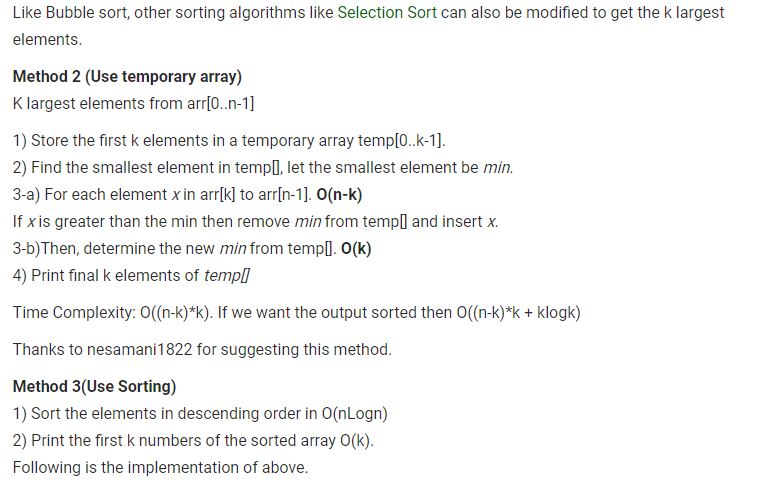 Like Bubble sort, other sorting algorithms like Selection Sort can also be modified to get the k largest
elements.
Method 2 (Use temporary array)
K largest elements from arr[0..n-1]
1) Store the first k elements in a temporary array temp[0..k-1].
2) Find the smallest element in temp[], let the smallest element be min.
3-a) For each element x in arr[k] to arr[n-1]. O(n-k)
If x is greater than the min then remove min from temp[] and insert x.
3-b)Then, determine the new min from temp[]. O(k)
4) Print final k elements of temp[]
Time Complexity: O((n-k)*k). If we want the output sorted then O((n-k)*k + klogk)
Thanks to nesamani1822 for suggesting this method.
Method 3(Use Sorting)
1) Sort the elements in descending order in O(nLogn)
2) Print the first k numbers of the sorted array O(k).
Following is the implementation of above.